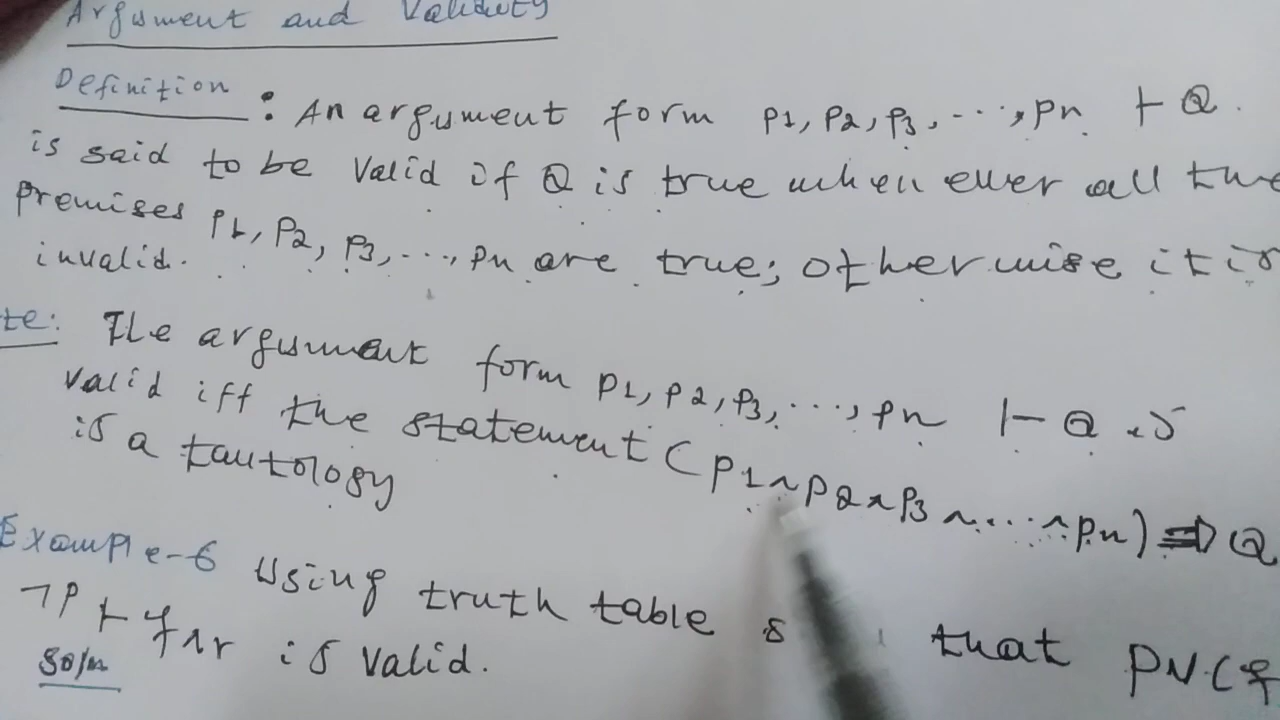 Argument and Validity
Definition : An argument form p1, p2, p3, ..., pn ⊢ Q.
is said to be valid if Q is true when ever all the
premises p1, p2, p3, ..., pn are true; otherwise it is
invalid.
te: The argument form p1, p2, p3, ..., pn ⊢ Q is
valid iff the statement (p1 ∧ p2 ∧ p3 ∧ ... ∧ pn) ⇒ Q
is a tautology
Example-6 Using truth table s that p∨(q
¬p ⊢ q∧r is valid.
soln